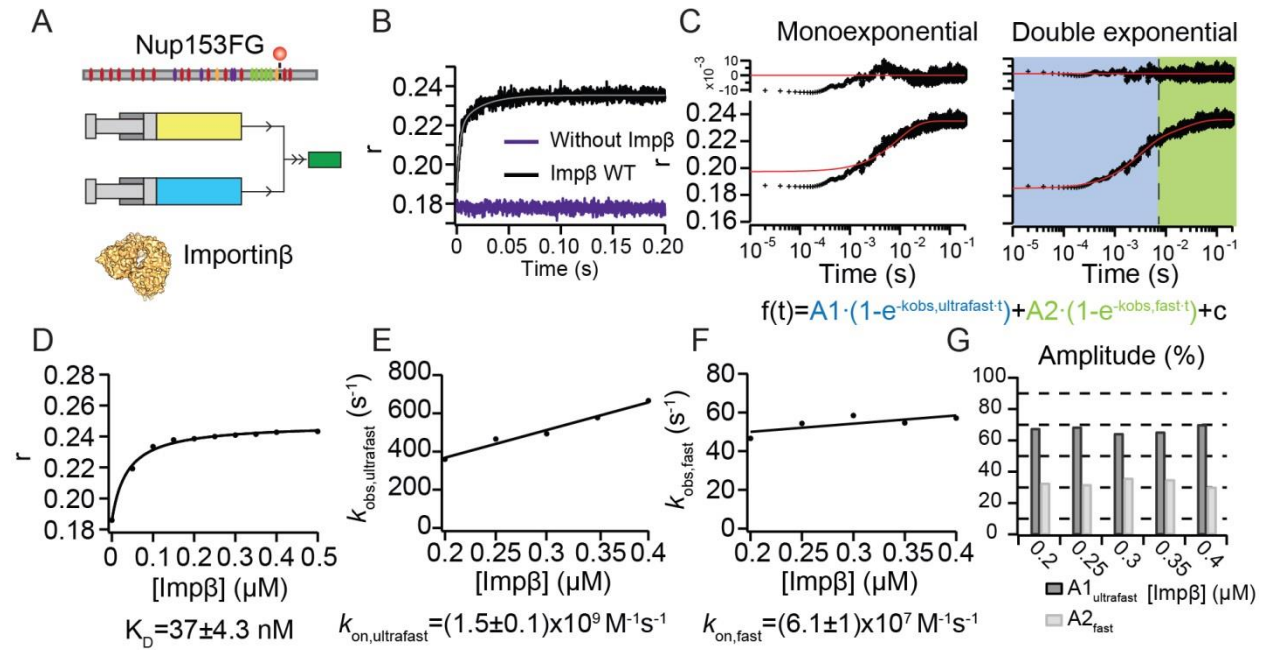 A
Nup153FG
Importinβ
B
r
0.24
0.22
0.20
0.18
Without Impβ
Impβ WT
0 0.05 0.10 0.15 0.20
Time (s)
C
Monoexponential
x10⁻³
10
0
-10
r
0.24
0.22
0.20
0.18
0.16
10⁻⁵ 10⁻⁴ 10⁻³ 10⁻² 10⁻¹
Time (s)
Double exponential
10⁻⁵ 10⁻⁴ 10⁻³ 10⁻² 10⁻¹
Time (s)
f(t)=A1·(1-e^-kobs,ultrafast·t)+A2·(1-e^-kobs,fast·t)+c
D
r
0.28
0.26
0.24
0.22
0.20
0.18
0 0.1 0.2 0.3 0.4 0.5
[Impβ] (µM)
K_D=37±4.3 nM
E
k_obs,ultrafast (s⁻¹)
800
600
400
200
0
0.2 0.25 0.3 0.35 0.4
[Impβ] (µM)
k_on,ultrafast=(1.5±0.1)x10⁹ M⁻¹s⁻¹
F
k_obs,fast (s⁻¹)
80
60
40
20
0
0.2 0.25 0.3 0.35 0.4
[Impβ] (µM)
k_on,fast=(6.1±1)x10⁷ M⁻¹s⁻¹
G
Amplitude (%)
100
90
70
50
30
10
0
0.2 0.25 0.3 0.35 0.4
[Impβ] (µM)
A1ultrafast
A2fast